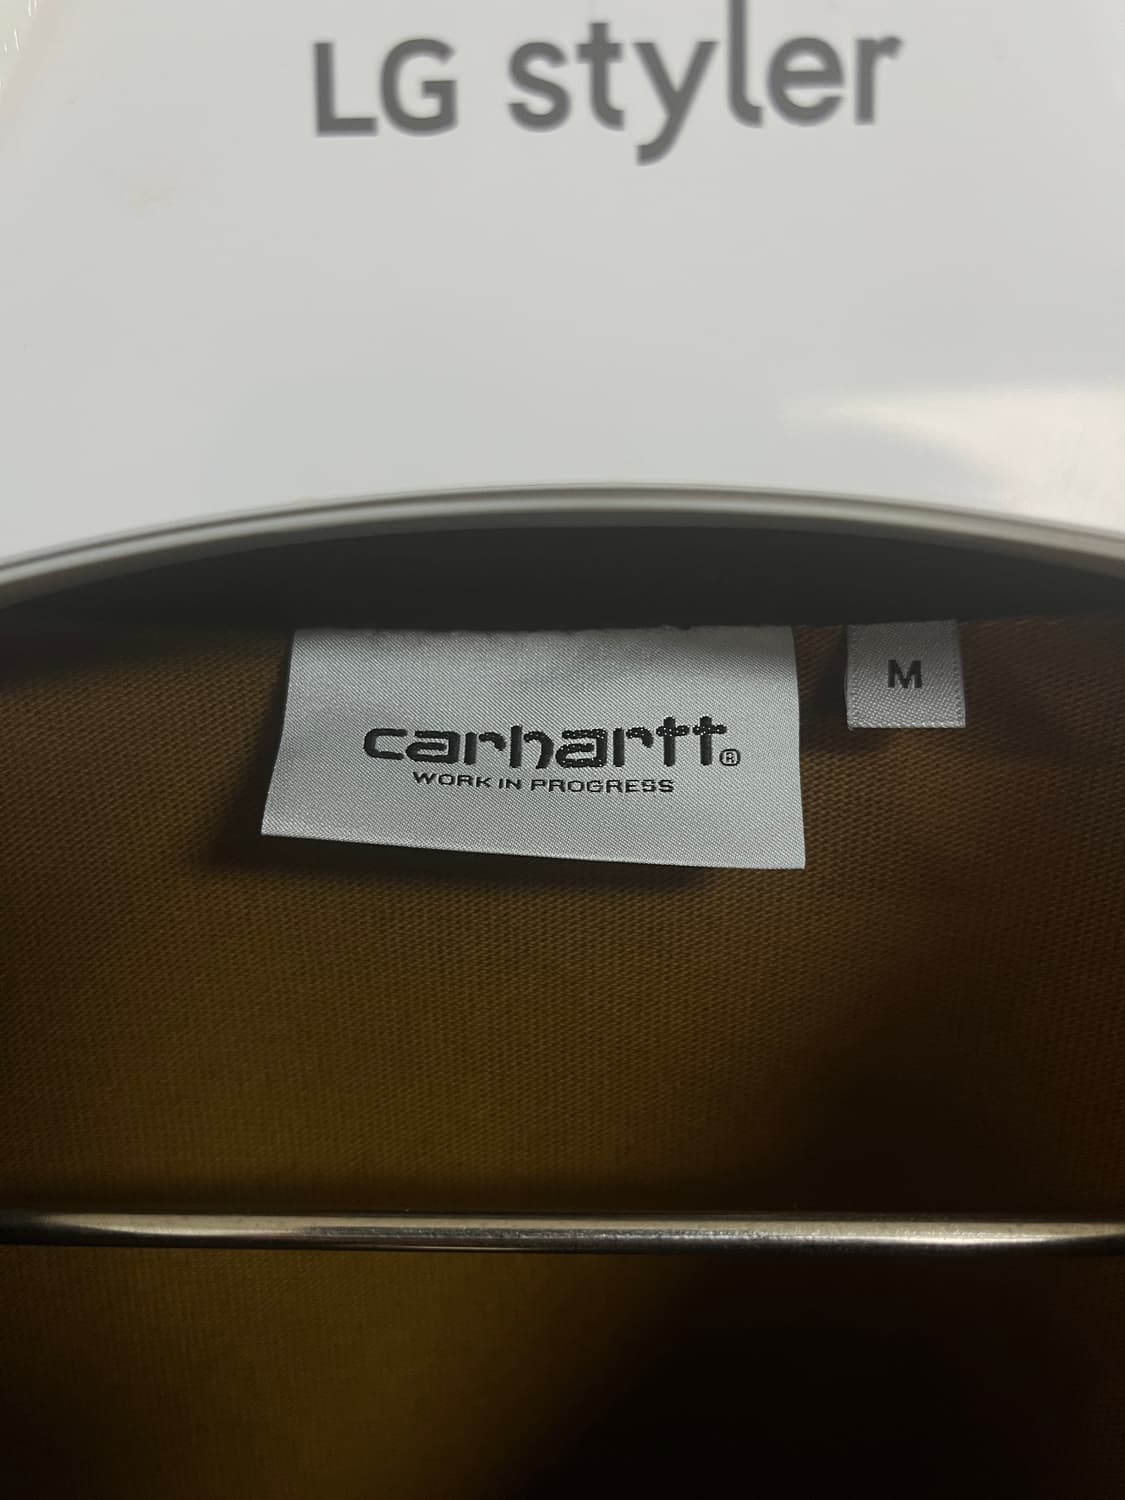 LG styler
carhartt®
WORK IN PROGRESS
M